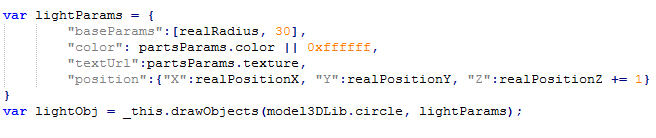 var lightParams = {
"baseParams":[realRadius, 30],
"color": partsParams.color || 0xffffff,
"textUrl":partsParams.texture,
"position":{"X":realPositionX, "Y":realPositionY, "Z":realPositionZ += 1}
}
var lightObj = _this.drawObjects(model3DLib.circle, lightParams);